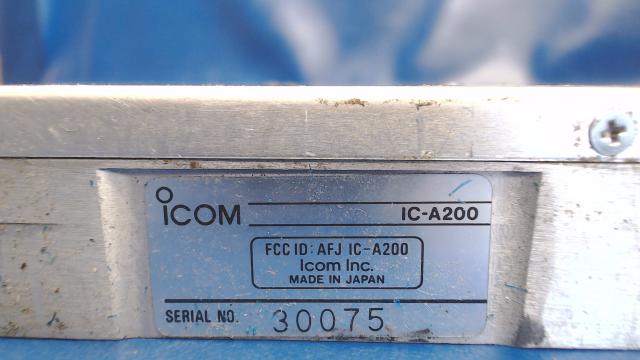 ICOM IC-A200
FCC ID: AFJ IC-A200
Icom Inc.
MADE IN JAPAN
SERIAL NO. 30075